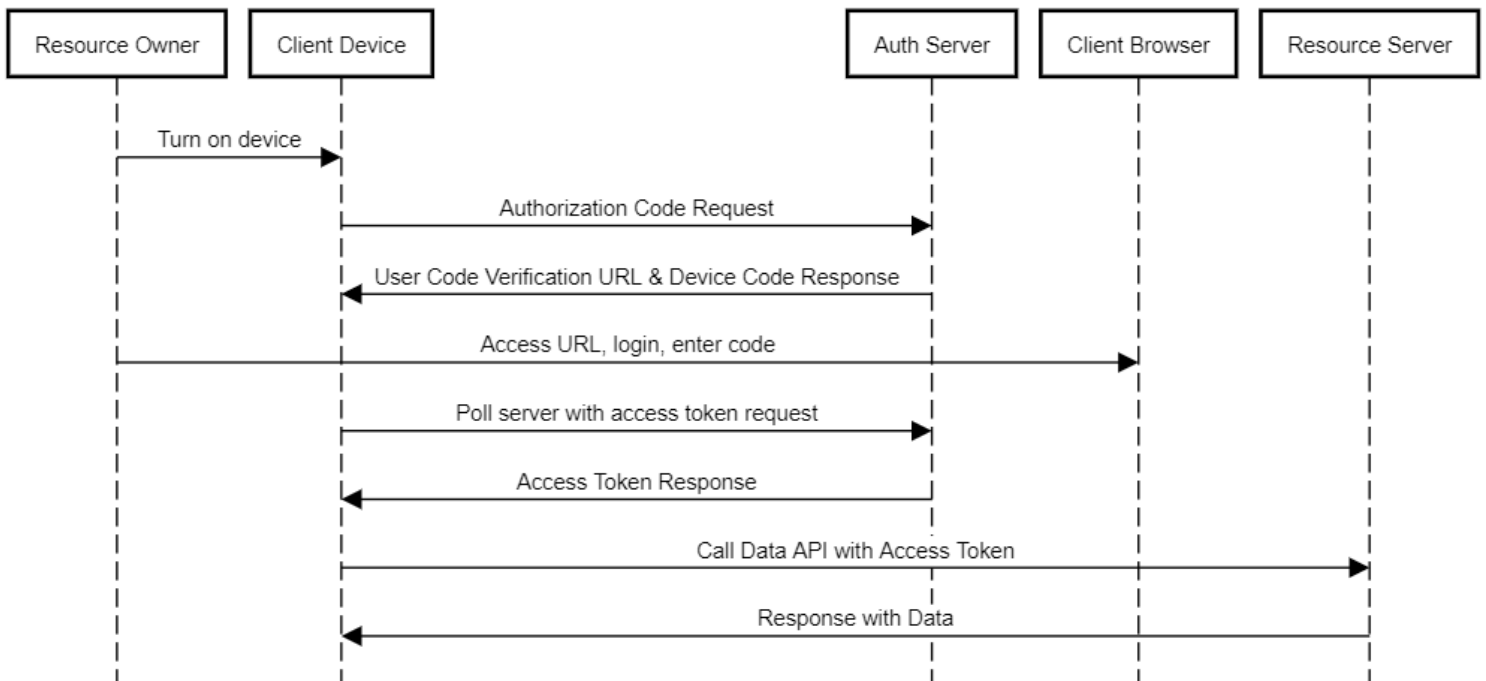 Resource Owner
Client Device
Auth Server
Client Browser
Resource Server
Turn on device
Authorization Code Request
User Code Verification URL & Device Code Response
Access URL, login, enter code
Poll server with access token request
Access Token Response
Call Data API with Access Token
Response with Data